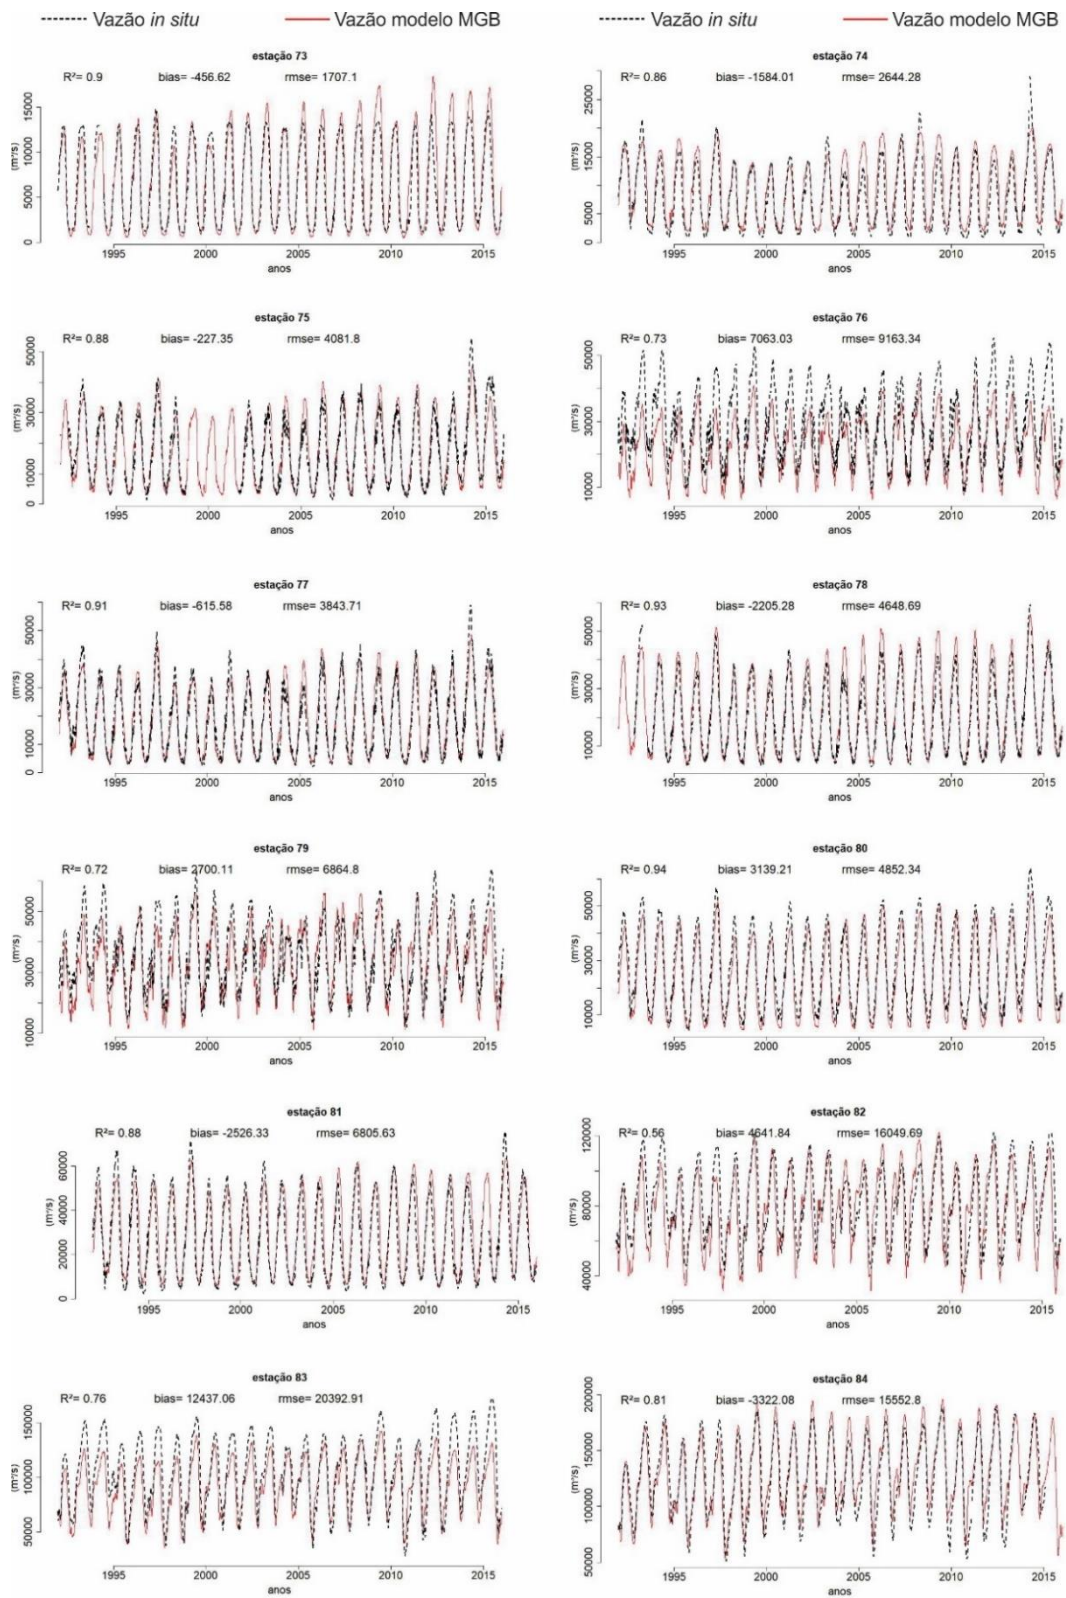 Vazão in situ Vazão modelo MGB Vazão in situ Vazão modelo MGB
estação 73
R²= 0.9 bias= -456.62 rmse= 1707.1
(m³/s)
0 5000 10000 15000
1995 2000 2005 2010 2015
anos
estação 74
R²= 0.86 bias= -1584.01 rmse= 2644.28
(m³/s)
0 5000 15000 25000
1995 2000 2005 2010 2015
anos
estação 75
R²= 0.88 bias= -227.35 rmse= 4081.8
(m³/s)
0 10000 30000 50000
1995 2000 2005 2010 2015
anos
estação 76
R²= 0.73 bias= 7063.03 rmse= 9163.34
(m³/s)
10000 30000 50000
1995 2000 2005 2010 2015
anos
estação 77
R²= 0.91 bias= -615.58 rmse= 3843.71
(m³/s)
0 10000 30000 50000
1995 2000 2005 2010 2015
anos
estação 78
R²= 0.93 bias= -2205.28 rmse= 4648.69
(m³/s)
10000 30000 50000
1995 2000 2005 2010 2015
anos
estação 79
R²= 0.72 bias= 2700.11 rmse= 6864.8
(m³/s)
10000 30000 50000
1995 2000 2005 2010 2015
anos
estação 80
R²= 0.94 bias= 3139.21 rmse= 4852.34
(m³/s)
10000 30000 50000
1995 2000 2005 2010 2015
anos
estação 81
R²= 0.88 bias= -2526.33 rmse= 6805.63
(m³/s)
0 20000 40000 60000
1995 2000 2005 2010 2015
anos
estação 82
R²= 0.56 bias= 4641.84 rmse= 16049.69
(m³/s)
40000 80000 120000
1995 2000 2005 2010 2015
anos
estação 83
R²= 0.76 bias= 12437.06 rmse= 20392.91
(m³/s)
50000 100000 150000
1995 2000 2005 2010 2015
anos
estação 84
R²= 0.81 bias= -3322.08 rmse= 15552.8
(m³/s)
50000 100000 150000 200000
1995 2000 2005 2010 2015
anos